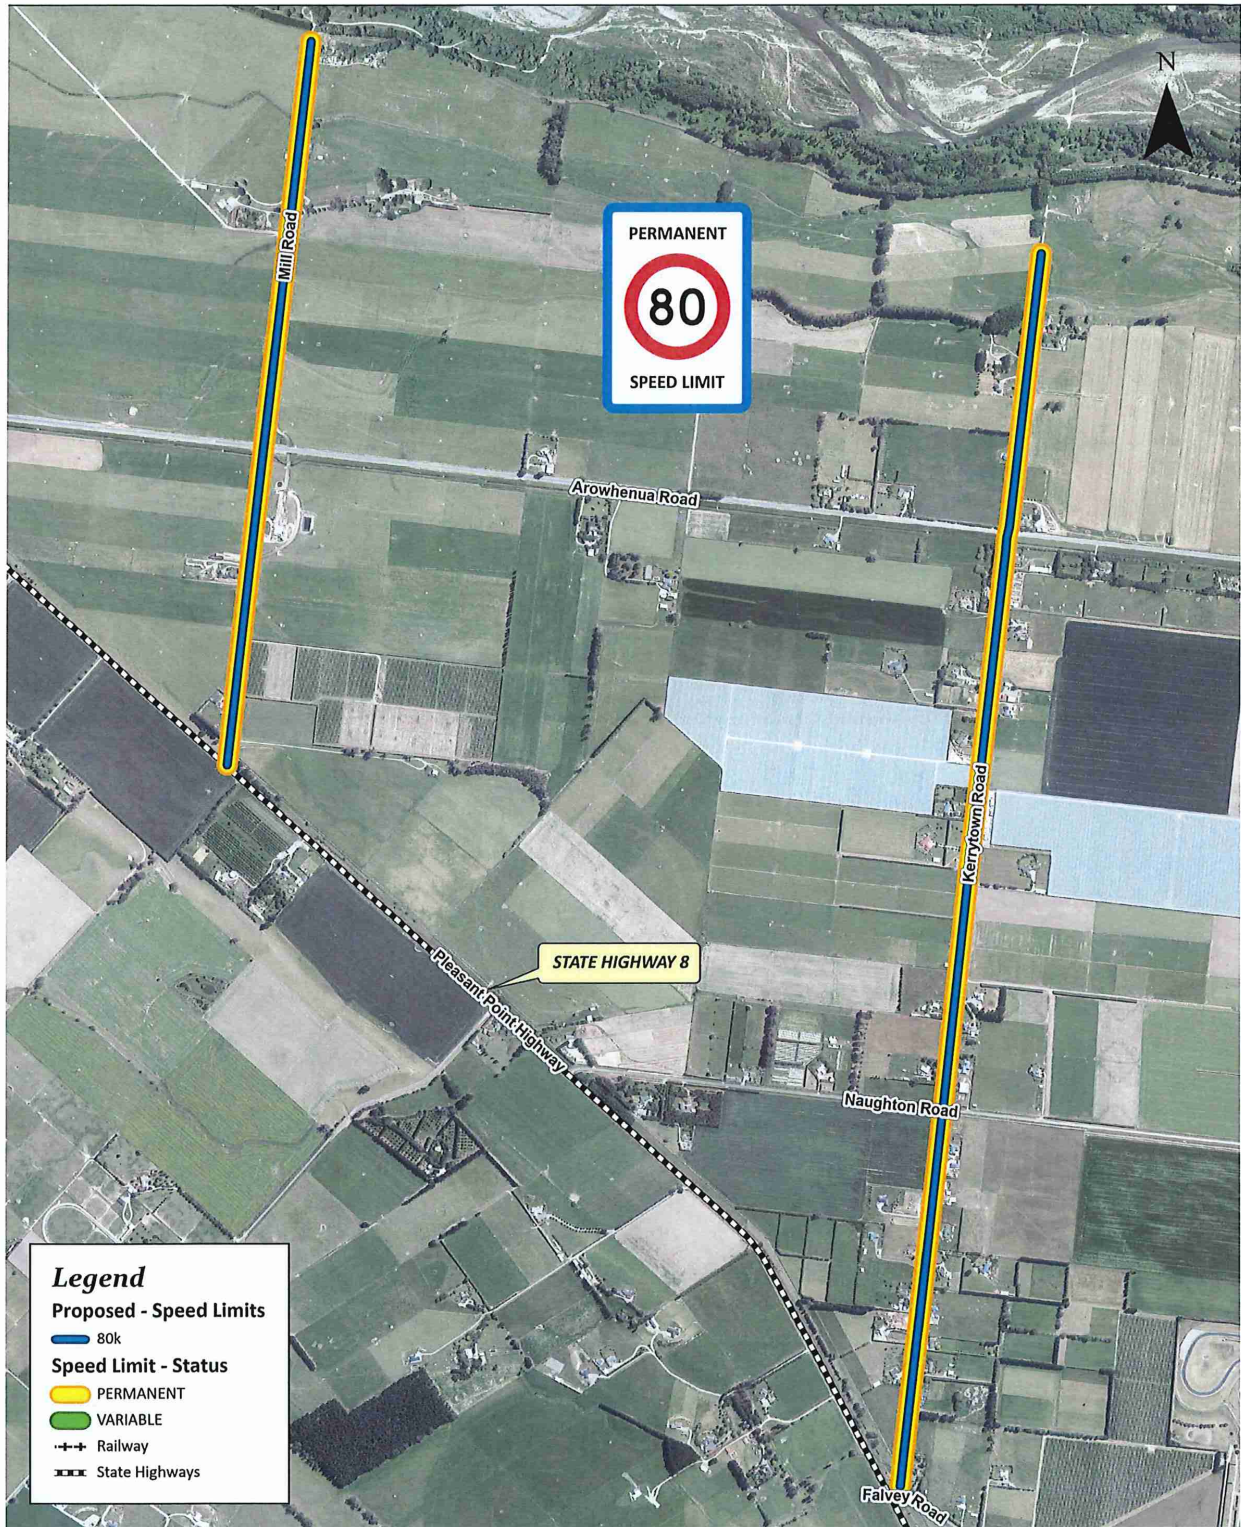 N
Mill Road
PERMANENT
80
SPEED LIMIT
Arowhenua Road
Kerrytown Road
STATE HIGHWAY 8
Pleasant Point Highway
Naughton Road
Legend
Proposed - Speed Limits
80k
Speed Limit - Status
PERMANENT
VARIABLE
Railway
State Highways
Falvey Road